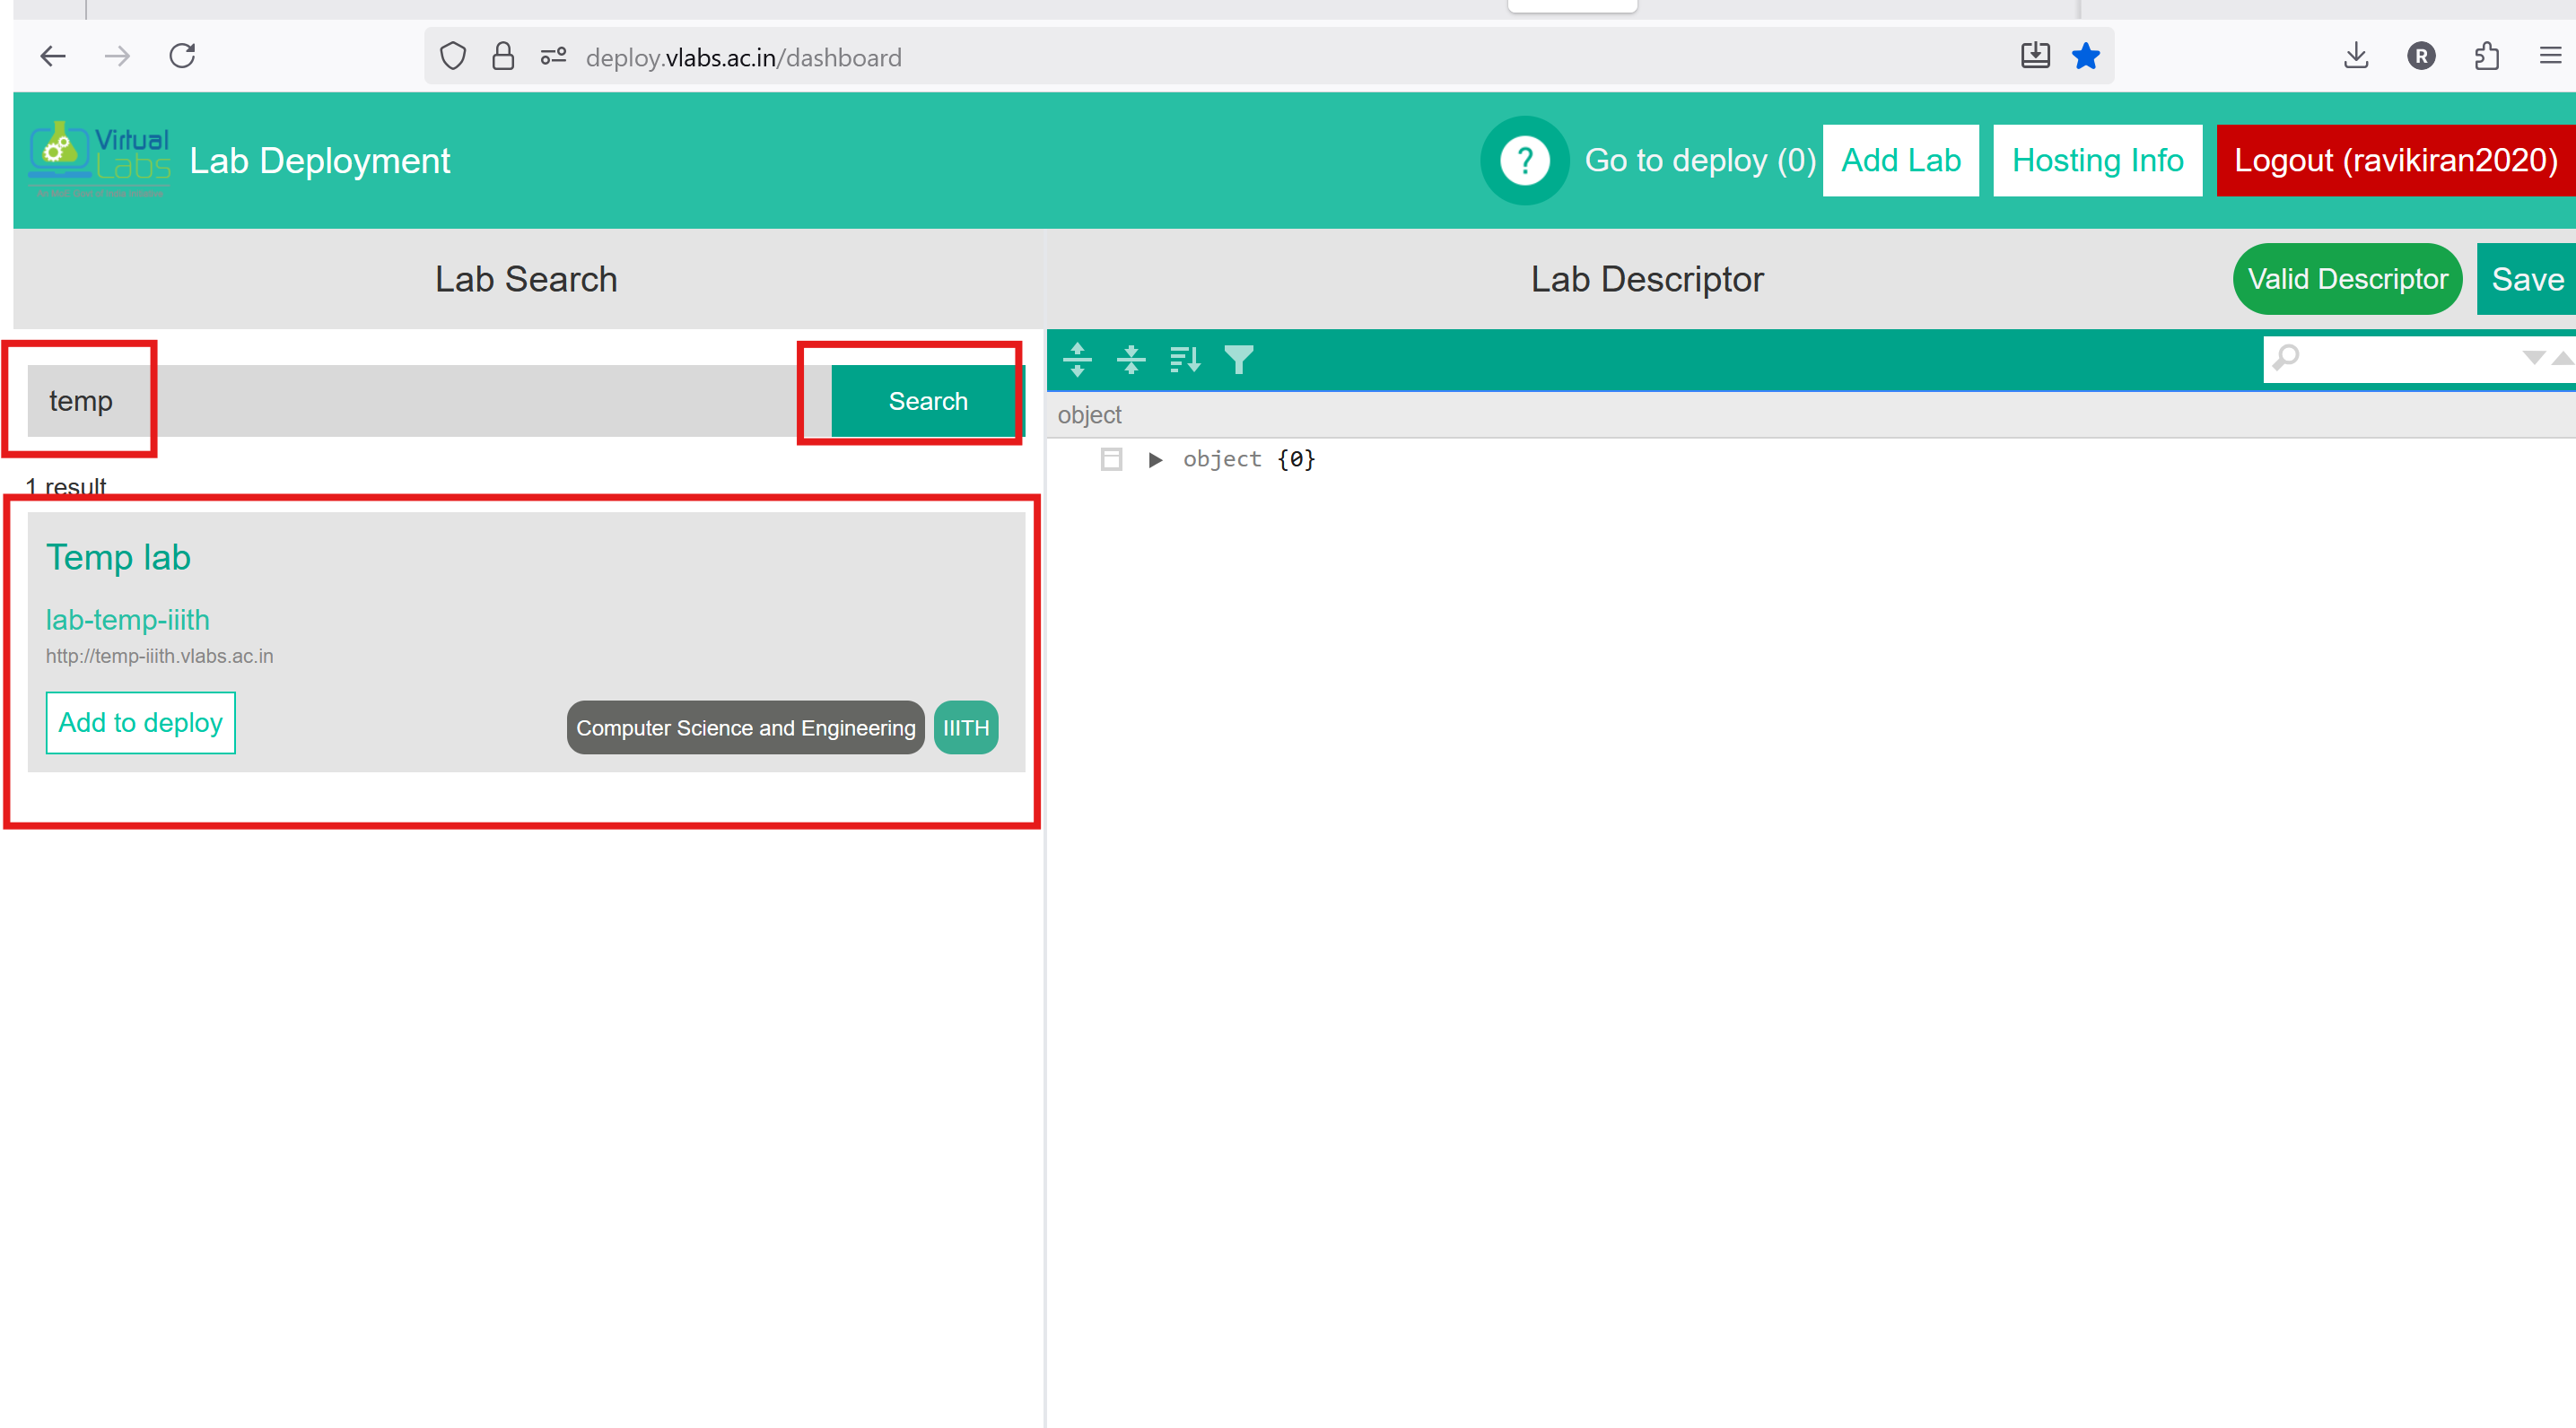 deploy.vlabs.ac.in/dashboard
R
Virtual
Labs
Lab Deployment
?
Go to deploy (0)
Add Lab
Hosting Info
Logout (ravikiran2020)
Lab Search
Lab Descriptor
Valid Descriptor
Save
temp
Search
object
object {0}
1 result
Temp lab
lab-temp-iiith
http://temp-iiith.vlabs.ac.in
Add to deploy
Computer Science and Engineering
IIITH